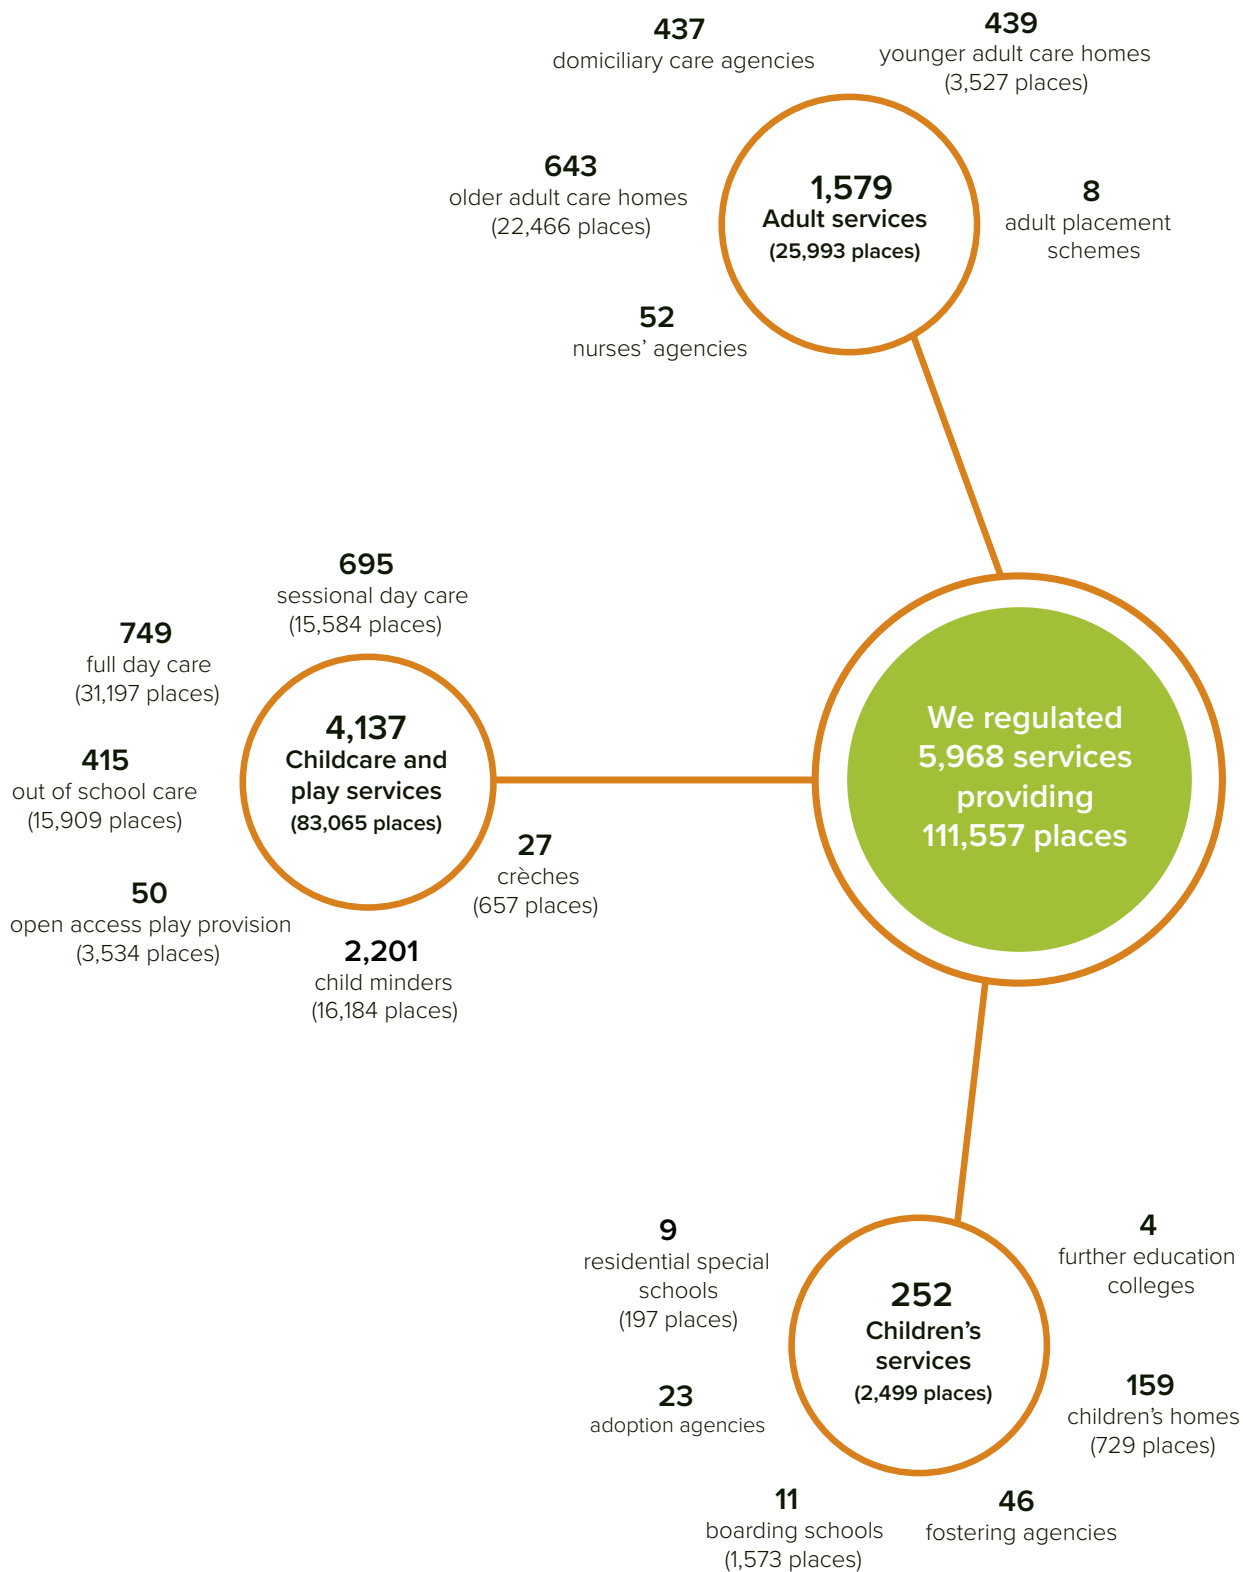 437
domiciliary care agencies
439
younger adult care homes
(3,527 places)
643
older adult care homes
(22,466 places)
1,579
Adult services
(25,993 places)
8
adult placement
schemes
52
nurses’ agencies
695
sessional day care
(15,584 places)
749
full day care
(31,197 places)
4,137
Childcare and
play services
(83,065 places)
415
out of school care
(15,909 places)
27
crèches
(657 places)
50
open access play provision
(3,534 places)
2,201
child minders
(16,184 places)
We regulated
5,968 services
providing
111,557 places
9
residential special
schools
(197 places)
4
further education
colleges
252
Children’s
services
(2,499 places)
23
adoption agencies
159
children’s homes
(729 places)
11
boarding schools
(1,573 places)
46
fostering agencies